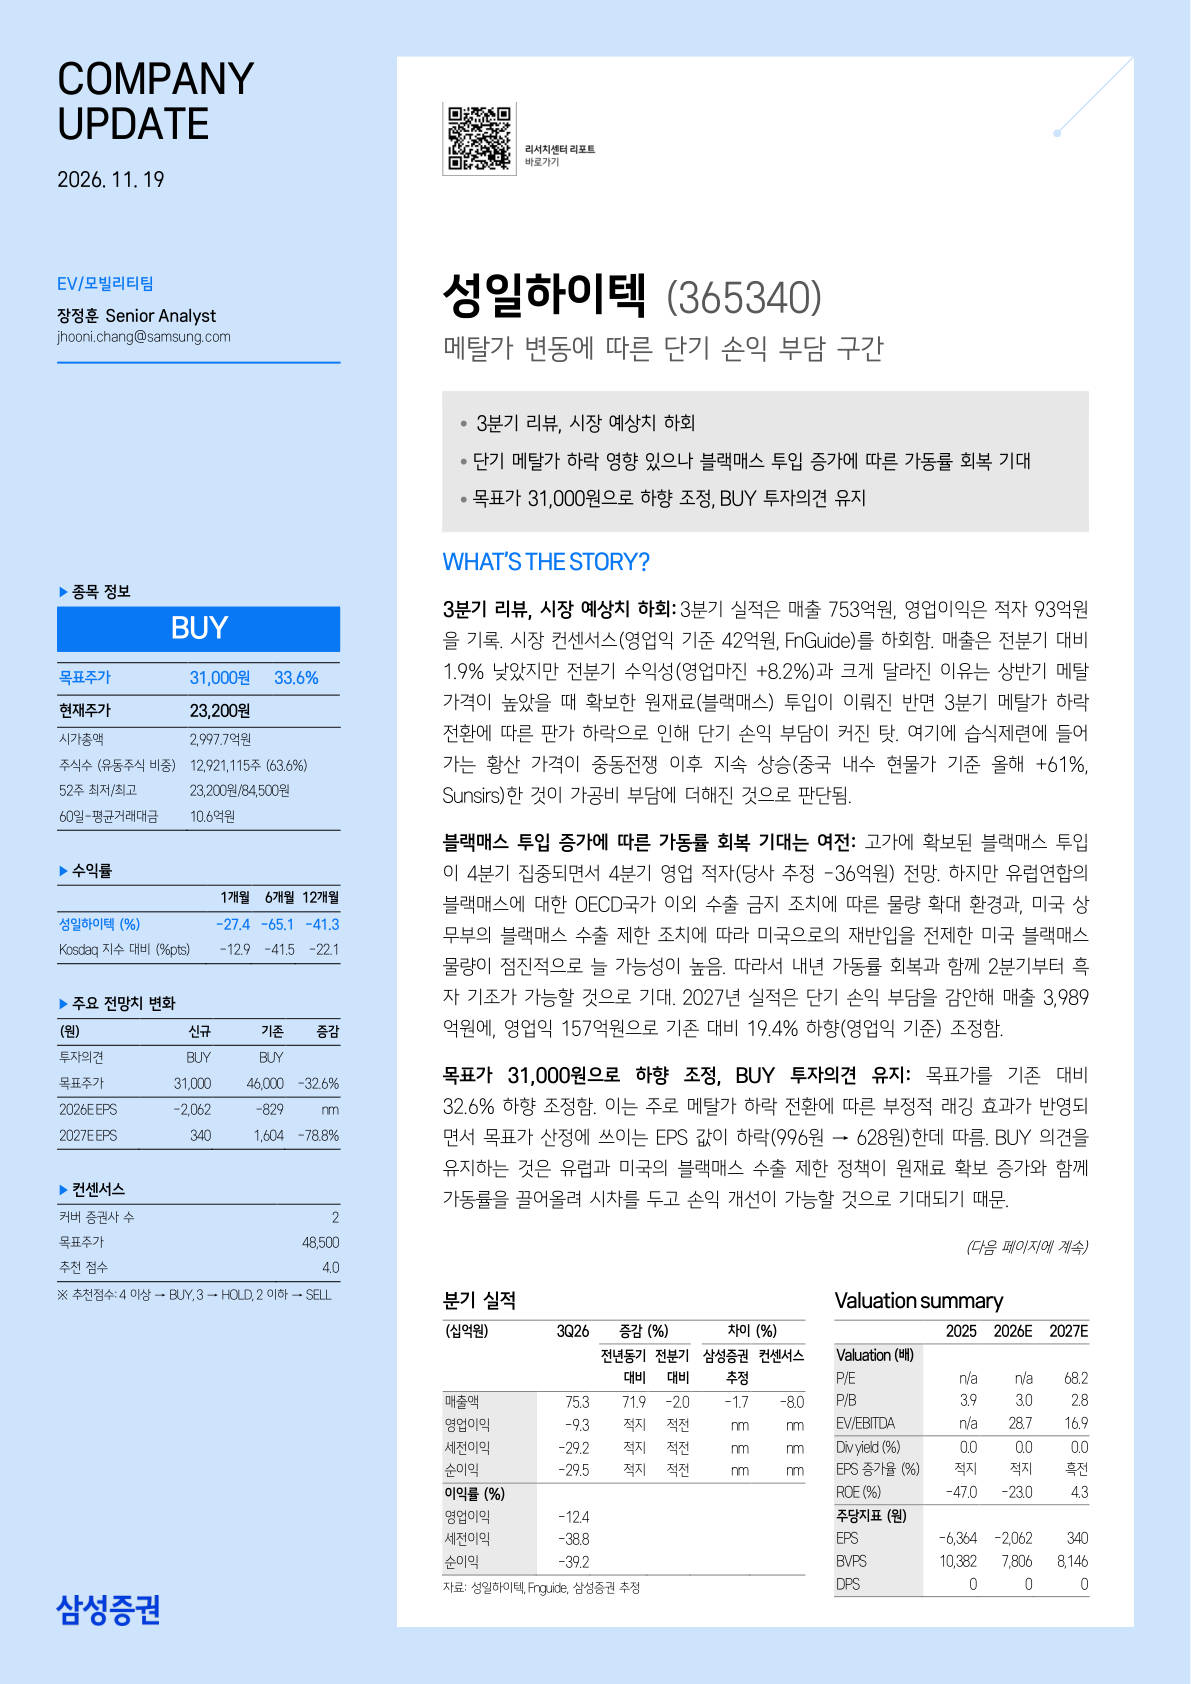 COMPANY
UPDATE
2026. 11. 19
EV/모빌리티팀
장정훈 Senior Analyst
jhooni.chang@samsung.com
▶ 종목 정보
BUY
목표주가 31,000원 33.6%
현재주가 23,200원
시가총액 2,997.7억원
주식수 (유동주식 비중) 12,921,115주 (63.6%)
52주 최저/최고 23,200원/84,500원
60일-평균거래대금 10.6억원
▶ 수익률
1개월 6개월 12개월
성일하이텍 (%) -27.4 -65.1 -41.3
Kosdaq 지수 대비 (%pts) -12.9 -41.5 -22.1
▶ 주요 전망치 변화
(원) 신규 기존 증감
투자의견 BUY BUY
목표주가 31,000 46,000 -32.6%
2026E EPS -2,062 -829 nm
2027E EPS 340 1,604 -78.8%
▶ 컨센서스
커버 증권사 수 2
목표주가 48,500
추천 점수 4.0
※ 추천점수: 4 이상 → BUY, 3 → HOLD, 2 이하 → SELL
삼성증권
리서치센터 리포트
바로가기
성일하이텍 (365340)
메탈가 변동에 따른 단기 손익 부담 구간
• 3분기 리뷰, 시장 예상치 하회
• 단기 메탈가 하락 영향 있으나 블랙매스 투입 증가에 따른 가동률 회복 기대
• 목표가 31,000원으로 하향 조정, BUY 투자의견 유지
WHAT'S THE STORY?
3분기 리뷰, 시장 예상치 하회: 3분기 실적은 매출 753억원, 영업이익은 적자 93억원
을 기록. 시장 컨센서스(영업익 기준 42억원, FnGuide)를 하회함. 매출은 전분기 대비
1.9% 낮았지만 전분기 수익성(영업마진 +8.2%)과 크게 달라진 이유는 상반기 메탈
가격이 높았을 때 확보한 원재료(블랙매스) 투입이 이뤄진 반면 3분기 메탈가 하락
전환에 따른 판가 하락으로 인해 단기 손익 부담이 커진 탓. 여기에 습식제련에 들어
가는 황산 가격이 중동전쟁 이후 지속 상승(중국 내수 현물가 기준 올해 +61%,
Sunsirs)한 것이 가공비 부담에 더해진 것으로 판단됨.
블랙매스 투입 증가에 따른 가동률 회복 기대는 여전: 고가에 확보된 블랙매스 투입
이 4분기 집중되면서 4분기 영업 적자(당사 추정 -36억원) 전망. 하지만 유럽연합의
블랙매스에 대한 OECD국가 이외 수출 금지 조치에 따른 물량 확대 환경과, 미국 상
무부의 블랙매스 수출 제한 조치에 따라 미국으로의 재반입을 전제한 미국 블랙매스
물량이 점진적으로 늘 가능성이 높음. 따라서 내년 가동률 회복과 함께 2분기부터 흑
자 기조가 가능할 것으로 기대. 2027년 실적은 단기 손익 부담을 감안해 매출 3,989
억원에, 영업익 157억원으로 기존 대비 19.4% 하향(영업익 기준) 조정함.
목표가 31,000원으로 하향 조정, BUY 투자의견 유지: 목표가를 기존 대비
32.6% 하향 조정함. 이는 주로 메탈가 하락 전환에 따른 부정적 래깅 효과가 반영되
면서 목표가 산정에 쓰이는 EPS 값이 하락(996원 → 628원)한데 따름. BUY 의견을
유지하는 것은 유럽과 미국의 블랙매스 수출 제한 정책이 원재료 확보 증가와 함께
가동률을 끌어올려 시차를 두고 손익 개선이 가능할 것으로 기대되기 때문.
(다음 페이지에 계속)
분기 실적
(십억원) 3Q26 증감 (%) 차이 (%)
전년동기 전분기 삼성증권 컨센서스
대비 대비 추정
매출액 75.3 71.9 -2.0 -1.7 -8.0
영업이익 -9.3 적지 적전 nm nm
세전이익 -29.2 적지 적전 nm nm
순이익 -29.5 적지 적전 nm nm
이익률 (%)
영업이익 -12.4
세전이익 -38.8
순이익 -39.2
자료: 성일하이텍, Fnguide, 삼성증권 추정
Valuation summary
2025 2026E 2027E
Valuation (배)
P/E n/a n/a 68.2
P/B 3.9 3.0 2.8
EV/EBITDA n/a 28.7 16.9
Div yield (%) 0.0 0.0 0.0
EPS 증가율 (%) 적지 적지 흑전
ROE (%) -47.0 -23.0 4.3
주당지표 (원)
EPS -6,364 -2,062 340
BVPS 10,382 7,806 8,146
DPS 0 0 0